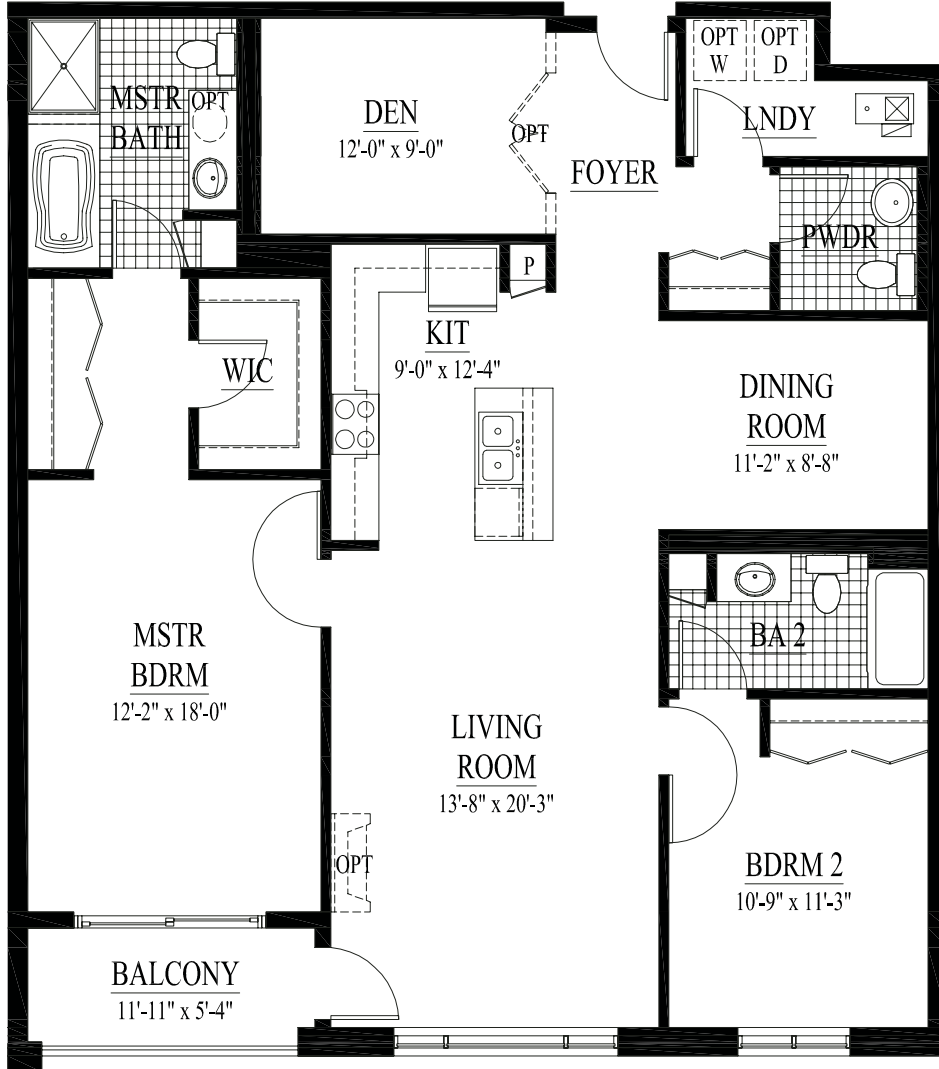 OPT
W
OPT
D
MSTR
BATH
OPT
DEN
12'-0" x 9'-0"
OPT
FOYER
LNDY
PWDR
P
KIT
9'-0" x 12'-4"
WIC
DINING
ROOM
11'-2" x 8'-8"
MSTR
BDRM
12'-2" x 18'-0"
BA 2
LIVING
ROOM
13'-8" x 20'-3"
OPT
BDRM 2
10'-9" x 11'-3"
BALCONY
11'-11" x 5'-4"